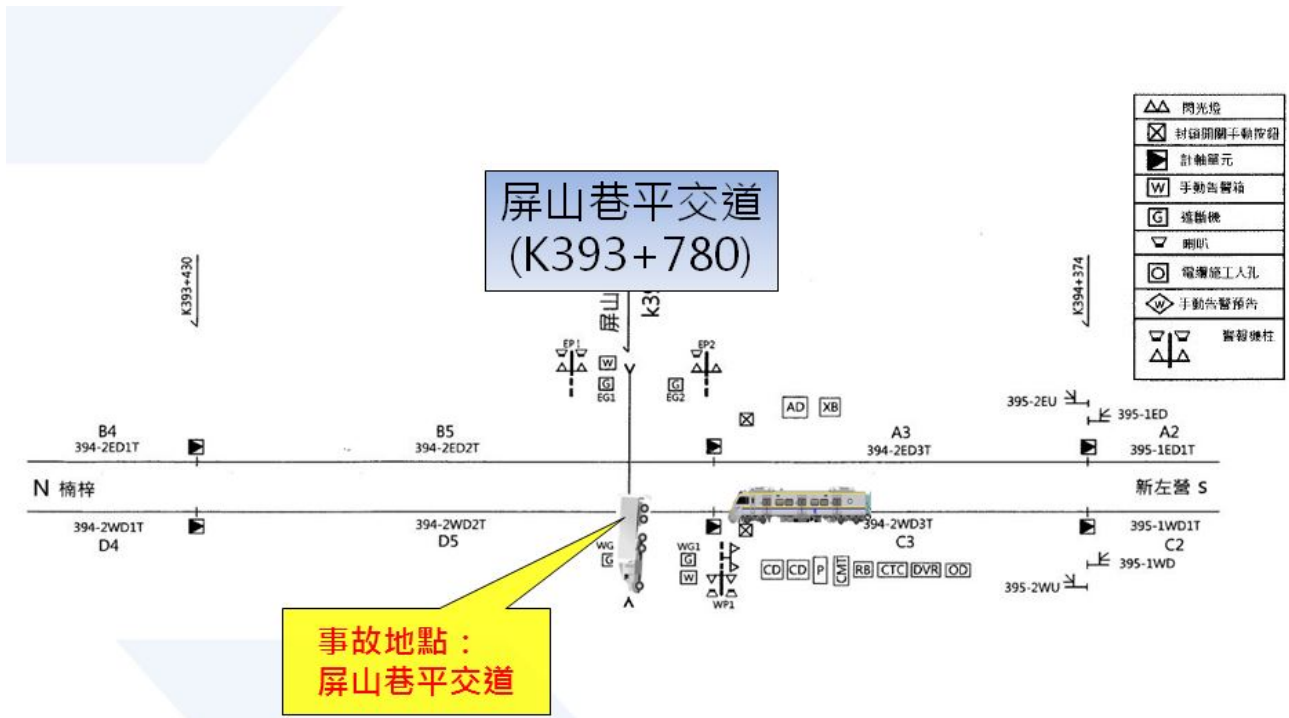 閃光燈
封鎖開關手動按鈕
計軸單元
W 手動告警箱
G 遮斷機
喇叭
電纜施工人孔
W 手動告警預告
警報機柱
屏山巷平交道
(K393+780)
K393+430
屏山
K394+374
EP1
EP2
W
G
EG1
G
EG2
AD
XB
395-2EU
395-1ED
B4
394-2ED1T
B5
394-2ED2T
A3
394-2ED3T
A2
395-1ED1T
N 楠梓
新左營 S
394-2WD1T
D4
394-2WD2T
D5
394-2WD3T
C3
395-1WD1T
C2
WG
G
WG1
G
W
WP1
CD CD P CMT RB CTC DVR OD
395-1WD
395-2WU
事故地點：
屏山巷平交道